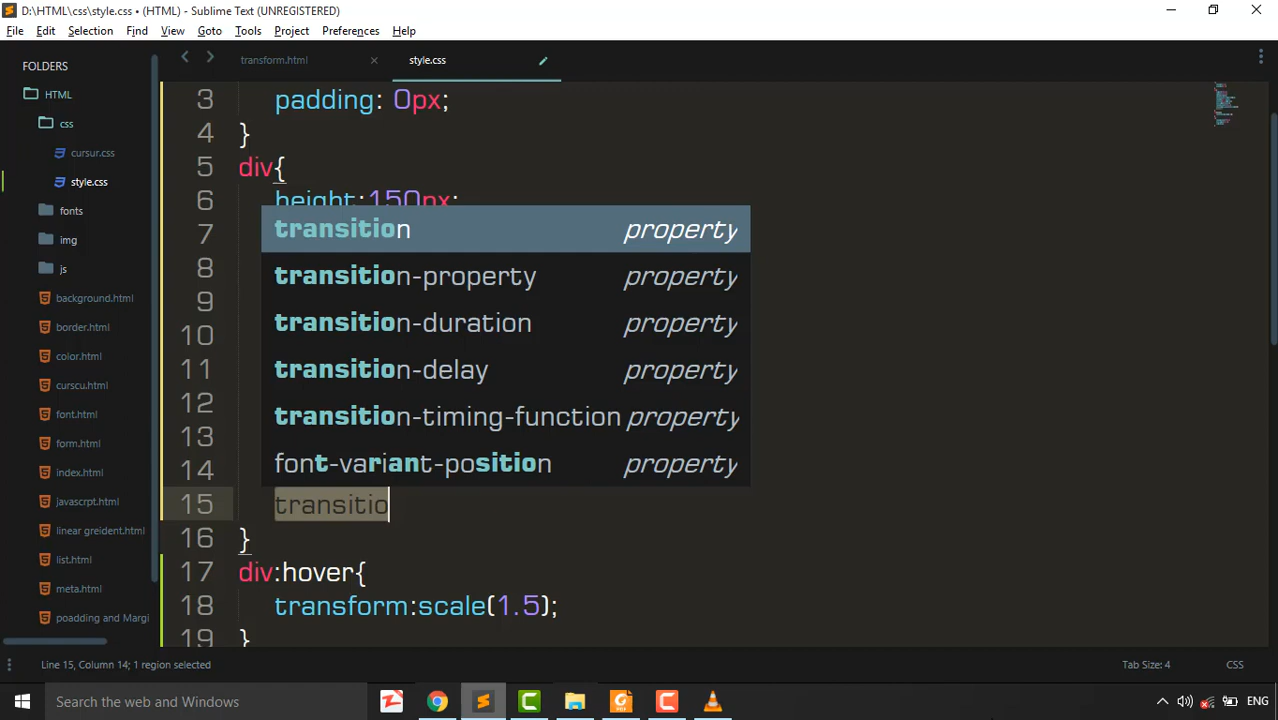 D:\HTML\css\style.css • (HTML) - Sublime Text (UNREGISTERED)
File Edit Selection Find View Goto Tools Project Preferences Help
FOLDERS
HTML
css
cursur.css
style.css
fonts
img
js
background.html
border.html
color.html
curscu.html
font.html
form.html
index.html
javascrpt.html
linear greident.html
list.html
meta.html
poadding and Margi
transform.html
style.css
3 padding: 0px;
4 }
5 div{
6 height:150px;
7
8
9
10
11
12
13
14
transition property
transition-property property
transition-duration property
transition-delay property
transition-timing-function property
font-variant-position property
15 transitio
16 }
17 div:hover{
18 transform:scale(1.5);
19 }
Line 15, Column 14; 1 region selected
Tab Size: 4
CSS
Search the web and Windows
ENG